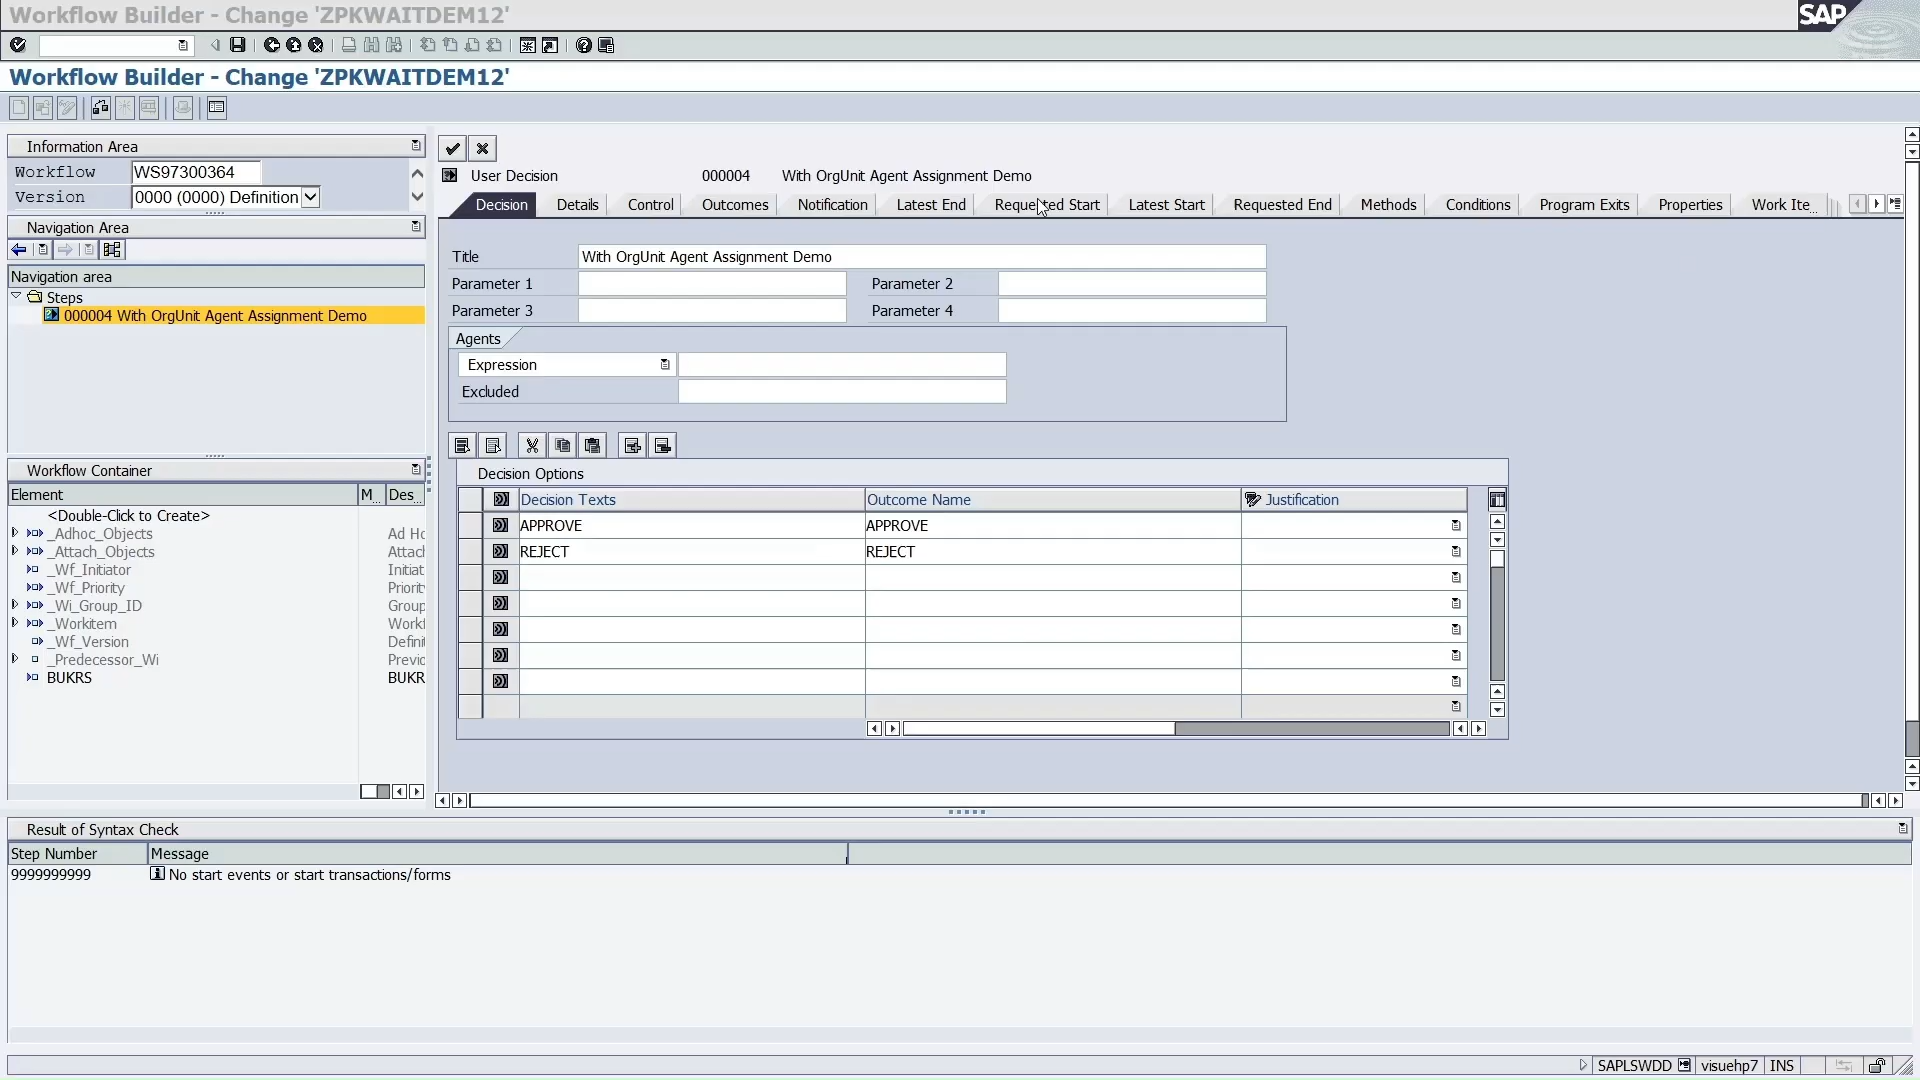 Workflow Builder - Change 'ZPKWAITDEM12'
SAP
Workflow Builder - Change 'ZPKWAITDEM12'
Information Area
Workflow WS97300364
Version 0000 (0000) Definition
Navigation Area
Navigation area
Steps
000004 With OrgUnit Agent Assignment Demo
Workflow Container
Element M.. Des..
<Double-Click to Create>
_Adhoc_Objects Ad Hc
_Attach_Objects Attach
_Wf_Initiator Initiat
_Wf_Priority Priorit
_Wi_Group_ID Group
_Workitem Workf
_Wf_Version Definit
_Predecessor_Wi Previc
BUKRS BUKR
User Decision 000004 With OrgUnit Agent Assignment Demo
Decision Details Control Outcomes Notification Latest End Requested Start Latest Start Requested End Methods Conditions Program Exits Properties Work Ite...
Title With OrgUnit Agent Assignment Demo
Parameter 1 Parameter 2
Parameter 3 Parameter 4
Agents
Expression
Excluded
Decision Options
Decision Texts Outcome Name Justification
APPROVE APPROVE
REJECT REJECT
Result of Syntax Check
Step Number Message
9999999999 No start events or start transactions/forms
SAPLSWDD visuehp7 INS